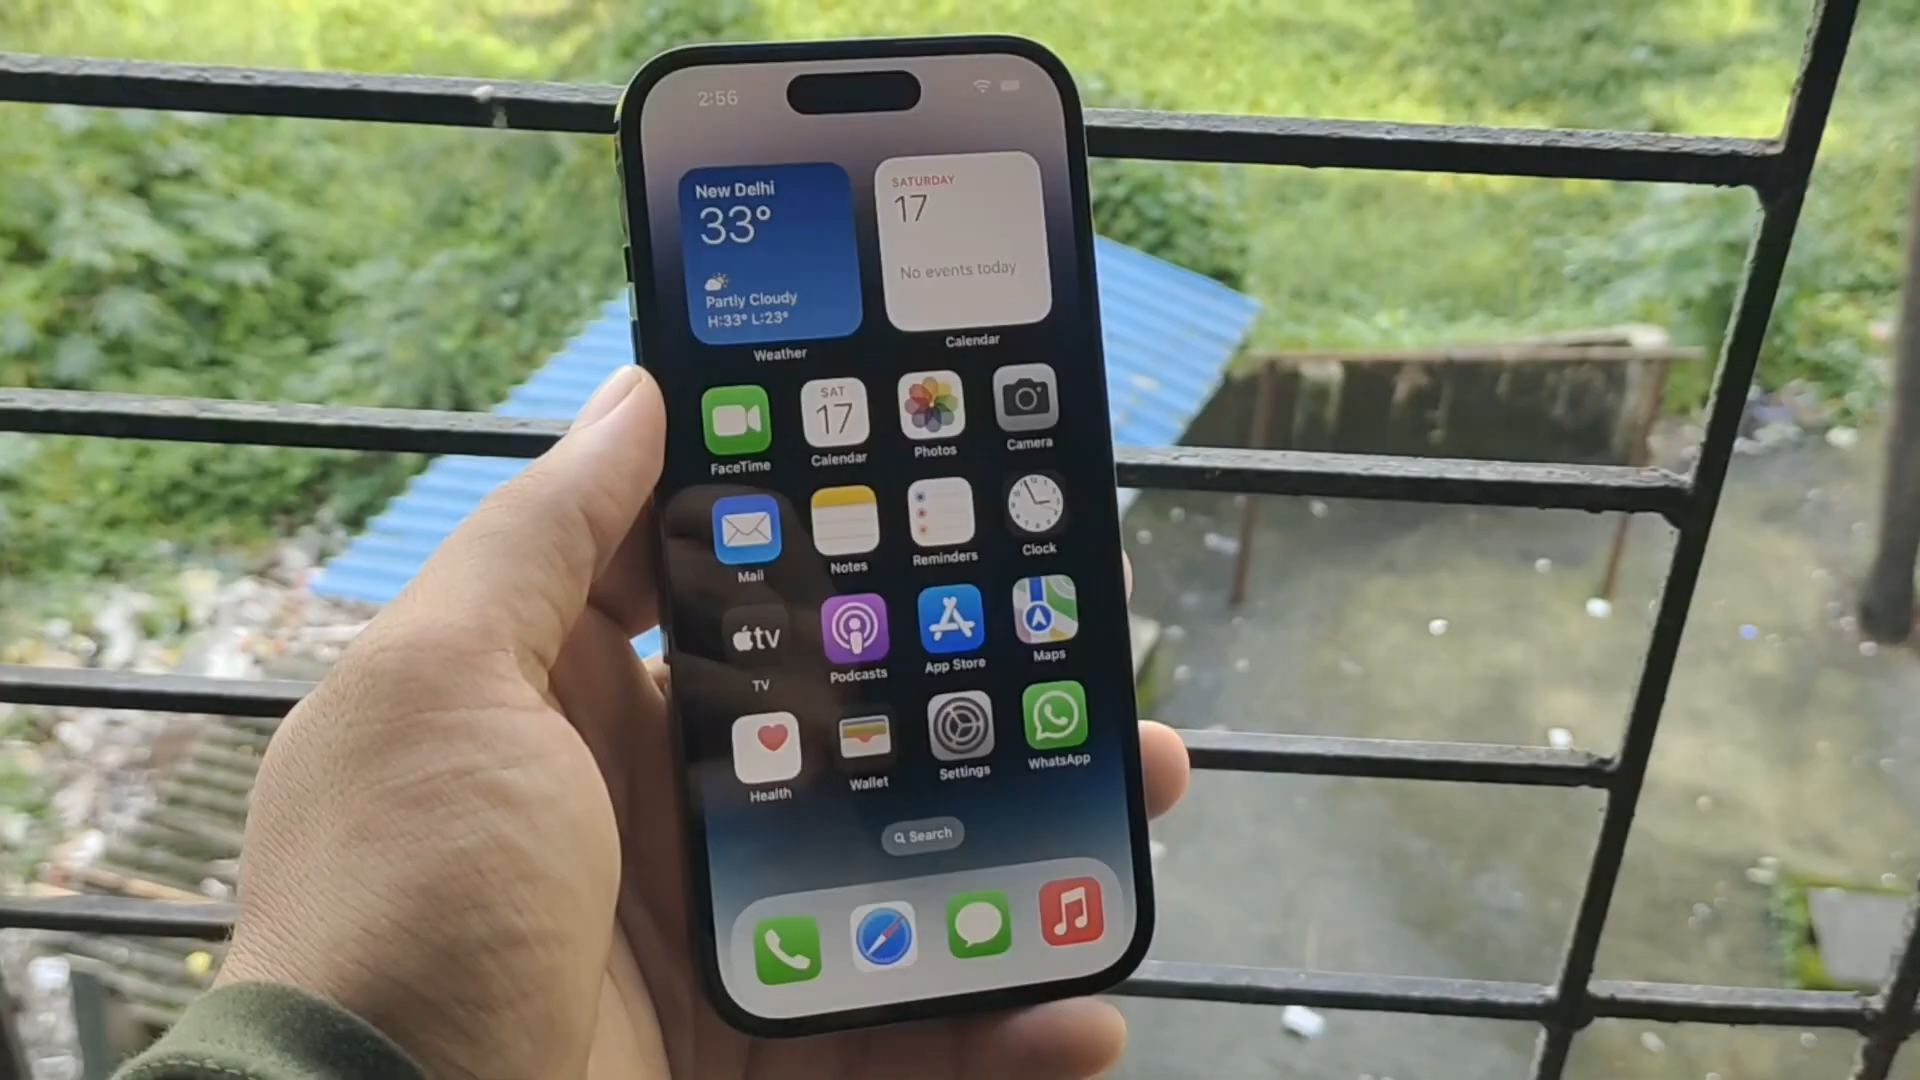 2:56
New Delhi
33°
Partly Cloudy
H:33° L:23°
Weather
SATURDAY
17
No events today
Calendar
FaceTime
SAT
17
Calendar
Photos
Camera
Mail
Notes
Reminders
Clock
tv
TV
Podcasts
App Store
Maps
Health
Wallet
Settings
WhatsApp
Search